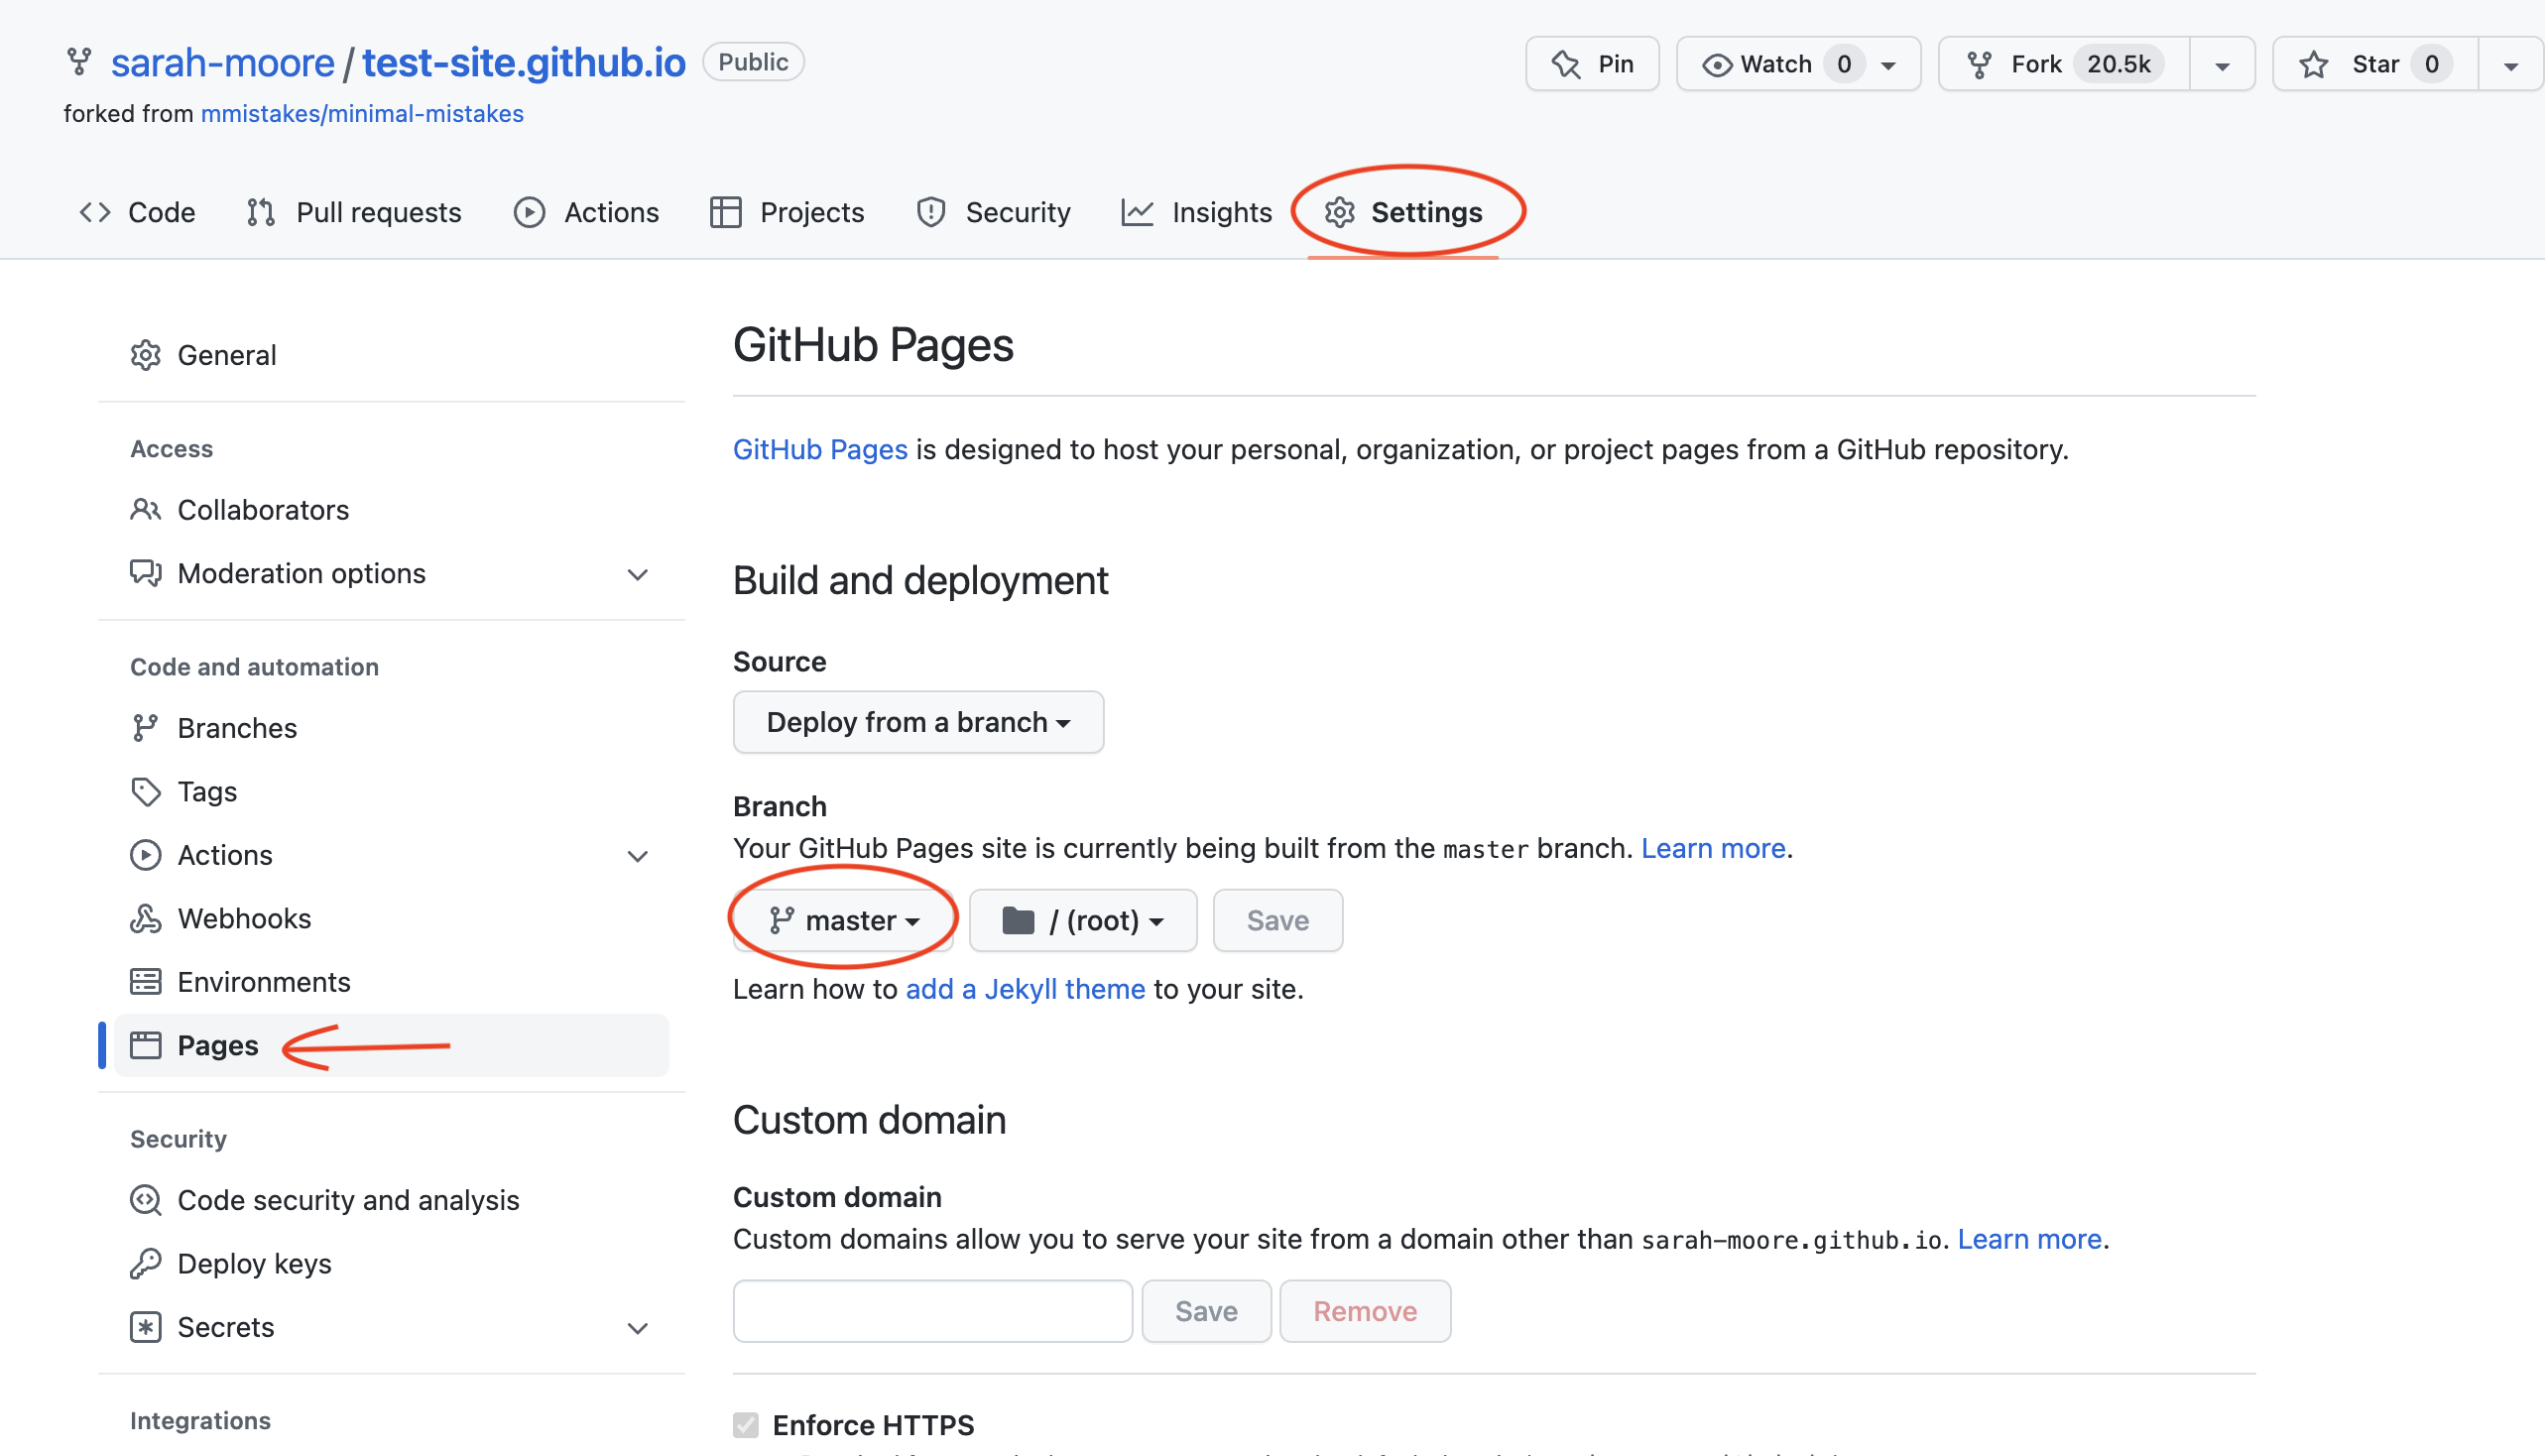 sarah-moore / test-site.github.io Public
forked from mmistakes/minimal-mistakes
Pin Watch 0 Fork 20.5k Star 0
Code Pull requests Actions Projects Security Insights Settings
General
Access
Collaborators
Moderation options
Code and automation
Branches
Tags
Actions
Webhooks
Environments
Pages
Security
Code security and analysis
Deploy keys
Secrets
Integrations
GitHub Pages
GitHub Pages is designed to host your personal, organization, or project pages from a GitHub repository.
Build and deployment
Source
Deploy from a branch
Branch
Your GitHub Pages site is currently being built from the master branch. Learn more.
master / (root) Save
Learn how to add a Jekyll theme to your site.
Custom domain
Custom domain
Custom domains allow you to serve your site from a domain other than sarah-moore.github.io. Learn more.
Save Remove
Enforce HTTPS